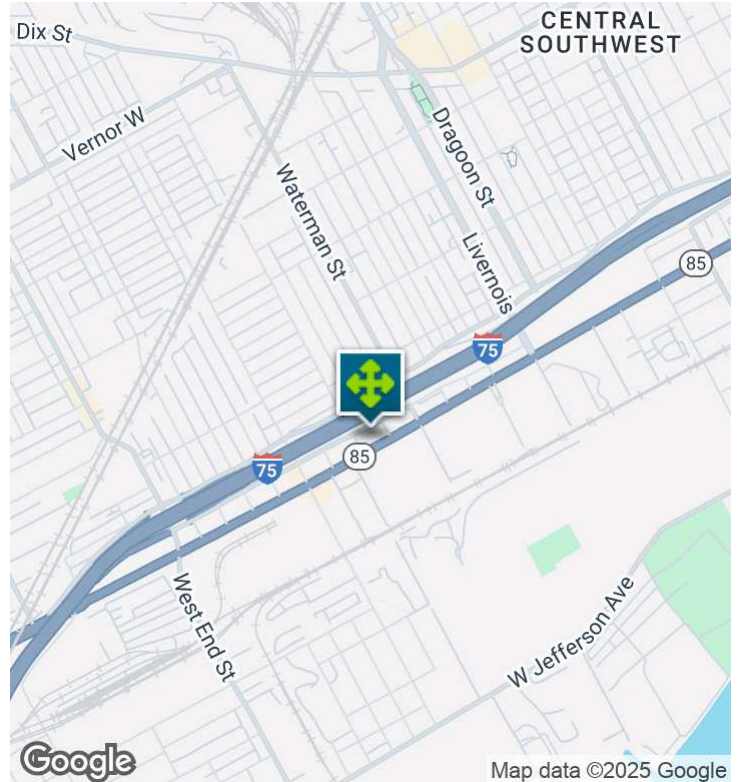 CENTRAL
SOUTHWEST
Dix St
Vernor W
Dragoon St
Waterman St
Livernois
85
75
75
85
West End St
W Jefferson Ave
Google
Map data ©2025 Google